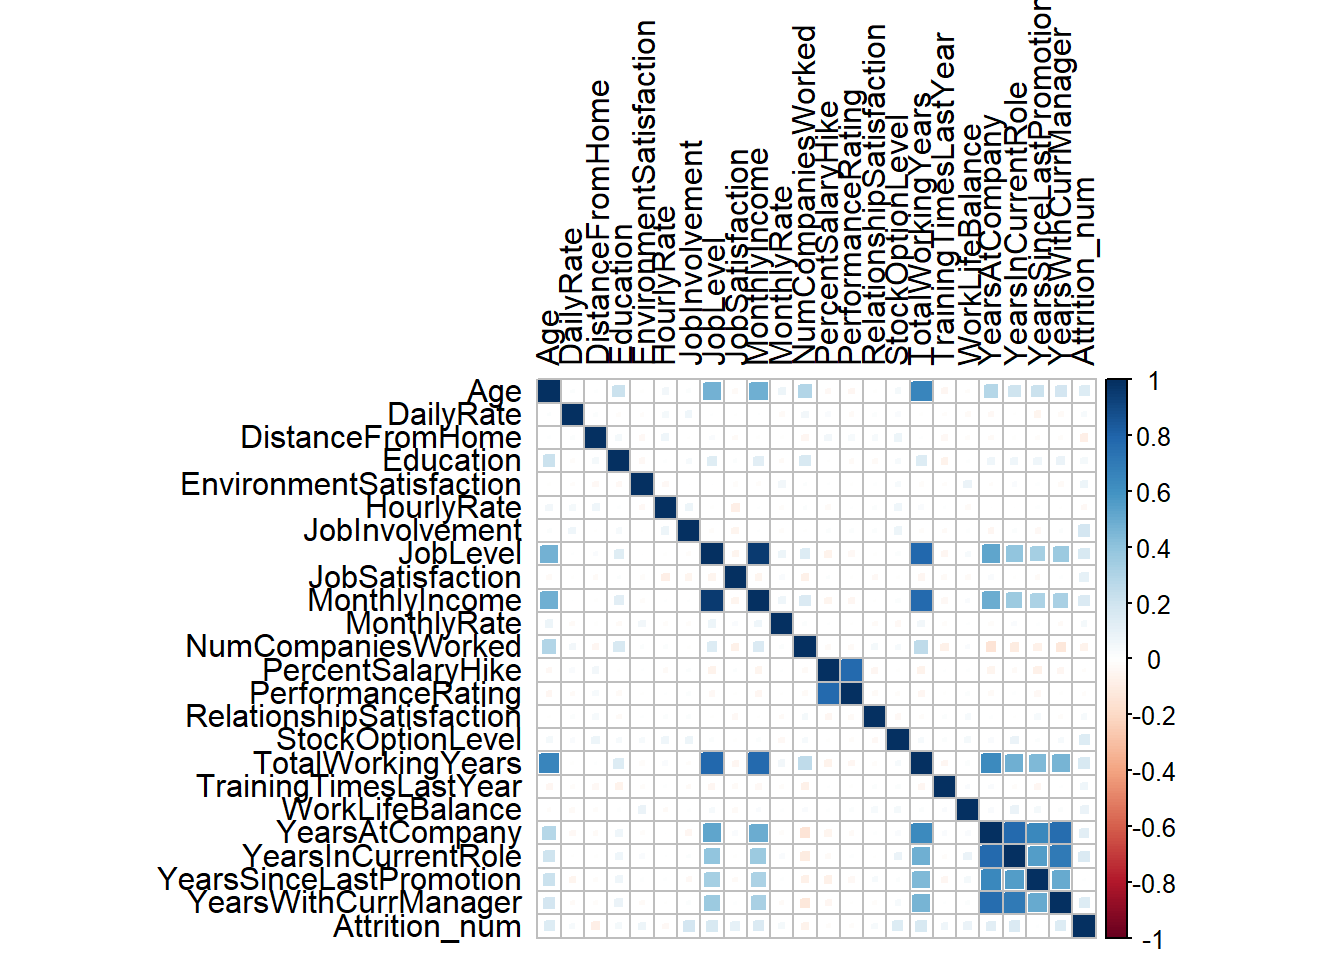 Age
DailyRate
DistanceFromHome
Education
EnvironmentSatisfaction
HourlyRate
JobInvolvement
JobLevel
JobSatisfaction
MonthlyIncome
MonthlyRate
NumCompaniesWorked
PercentSalaryHike
PerformanceRating
RelationshipSatisfaction
StockOptionLevel
TotalWorkingYears
TrainingTimesLastYear
WorkLifeBalance
YearsAtCompany
YearsInCurrentRole
YearsSinceLastPromotion
YearsWithCurrManager
Attrition_num
Age
DailyRate
DistanceFromHome
Education
EnvironmentSatisfaction
HourlyRate
JobInvolvement
JobLevel
JobSatisfaction
MonthlyIncome
MonthlyRate
NumCompaniesWorked
PercentSalaryHike
PerformanceRating
RelationshipSatisfaction
StockOptionLevel
TotalWorkingYears
TrainingTimesLastYear
WorkLifeBalance
YearsAtCompany
YearsInCurrentRole
YearsSinceLastPromotion
YearsWithCurrManager
Attrition_num
1
0.8
0.6
0.4
0.2
0
-0.2
-0.4
-0.6
-0.8
-1